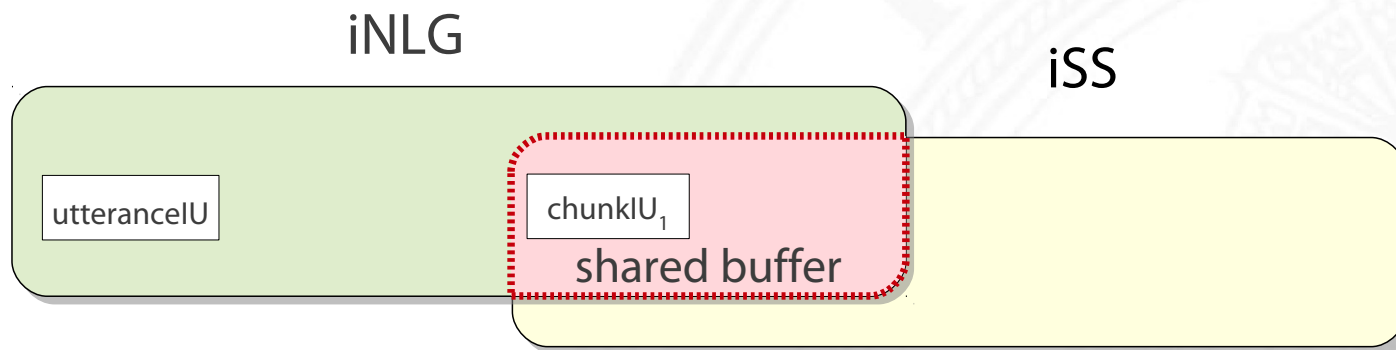 iNLG
iSS
utteranceIU
chunkIU₁
shared buffer